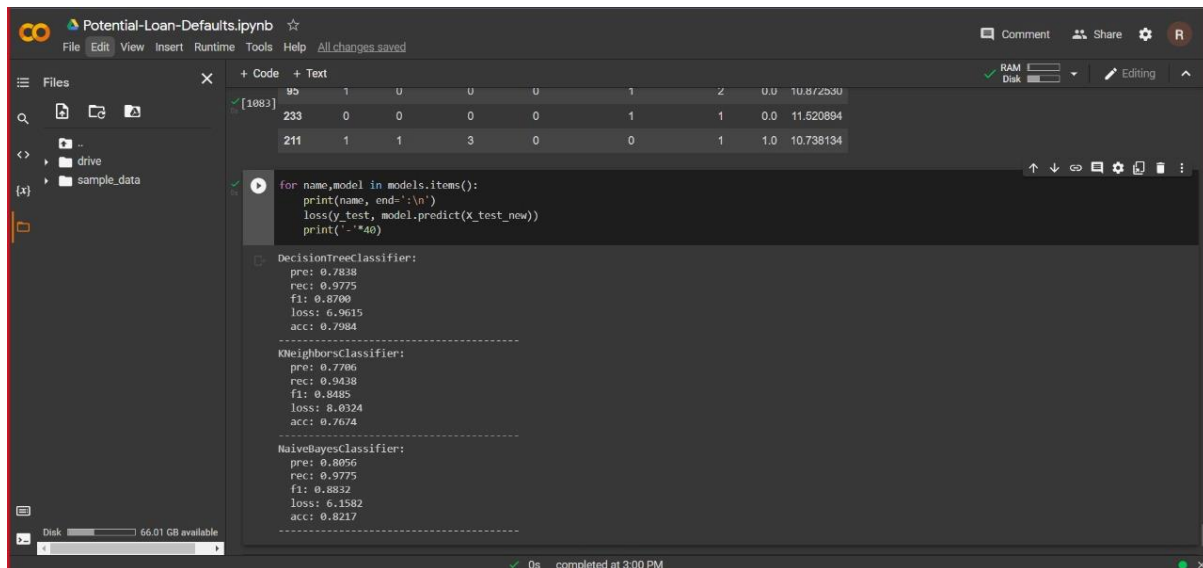 Potential-Loan-Defaults.ipynb
Comment Share R
File Edit View Insert Runtime Tools Help All changes saved
Files
+ Code + Text
RAM
Disk
Editing
95 1 0 0 0 1 2 0.0 10.872530
[1083]
233 0 0 0 0 1 1 0.0 11.520894
211 1 1 3 0 0 1 1.0 10.738134
..
drive
sample_data
{x}
for name,model in models.items():
print(name, end=':\n')
loss(y_test, model.predict(X_test_new))
print('-'*40)
DecisionTreeClassifier:
pre: 0.7838
rec: 0.9775
f1: 0.8700
loss: 6.9615
acc: 0.7984
----------------------------------------
KNeighborsClassifier:
pre: 0.7706
rec: 0.9438
f1: 0.8485
loss: 8.0324
acc: 0.7674
----------------------------------------
NaiveBayesClassifier:
pre: 0.8056
rec: 0.9775
f1: 0.8832
loss: 6.1582
acc: 0.8217
----------------------------------------
Disk 66.01 GB available
0s completed at 3:00 PM